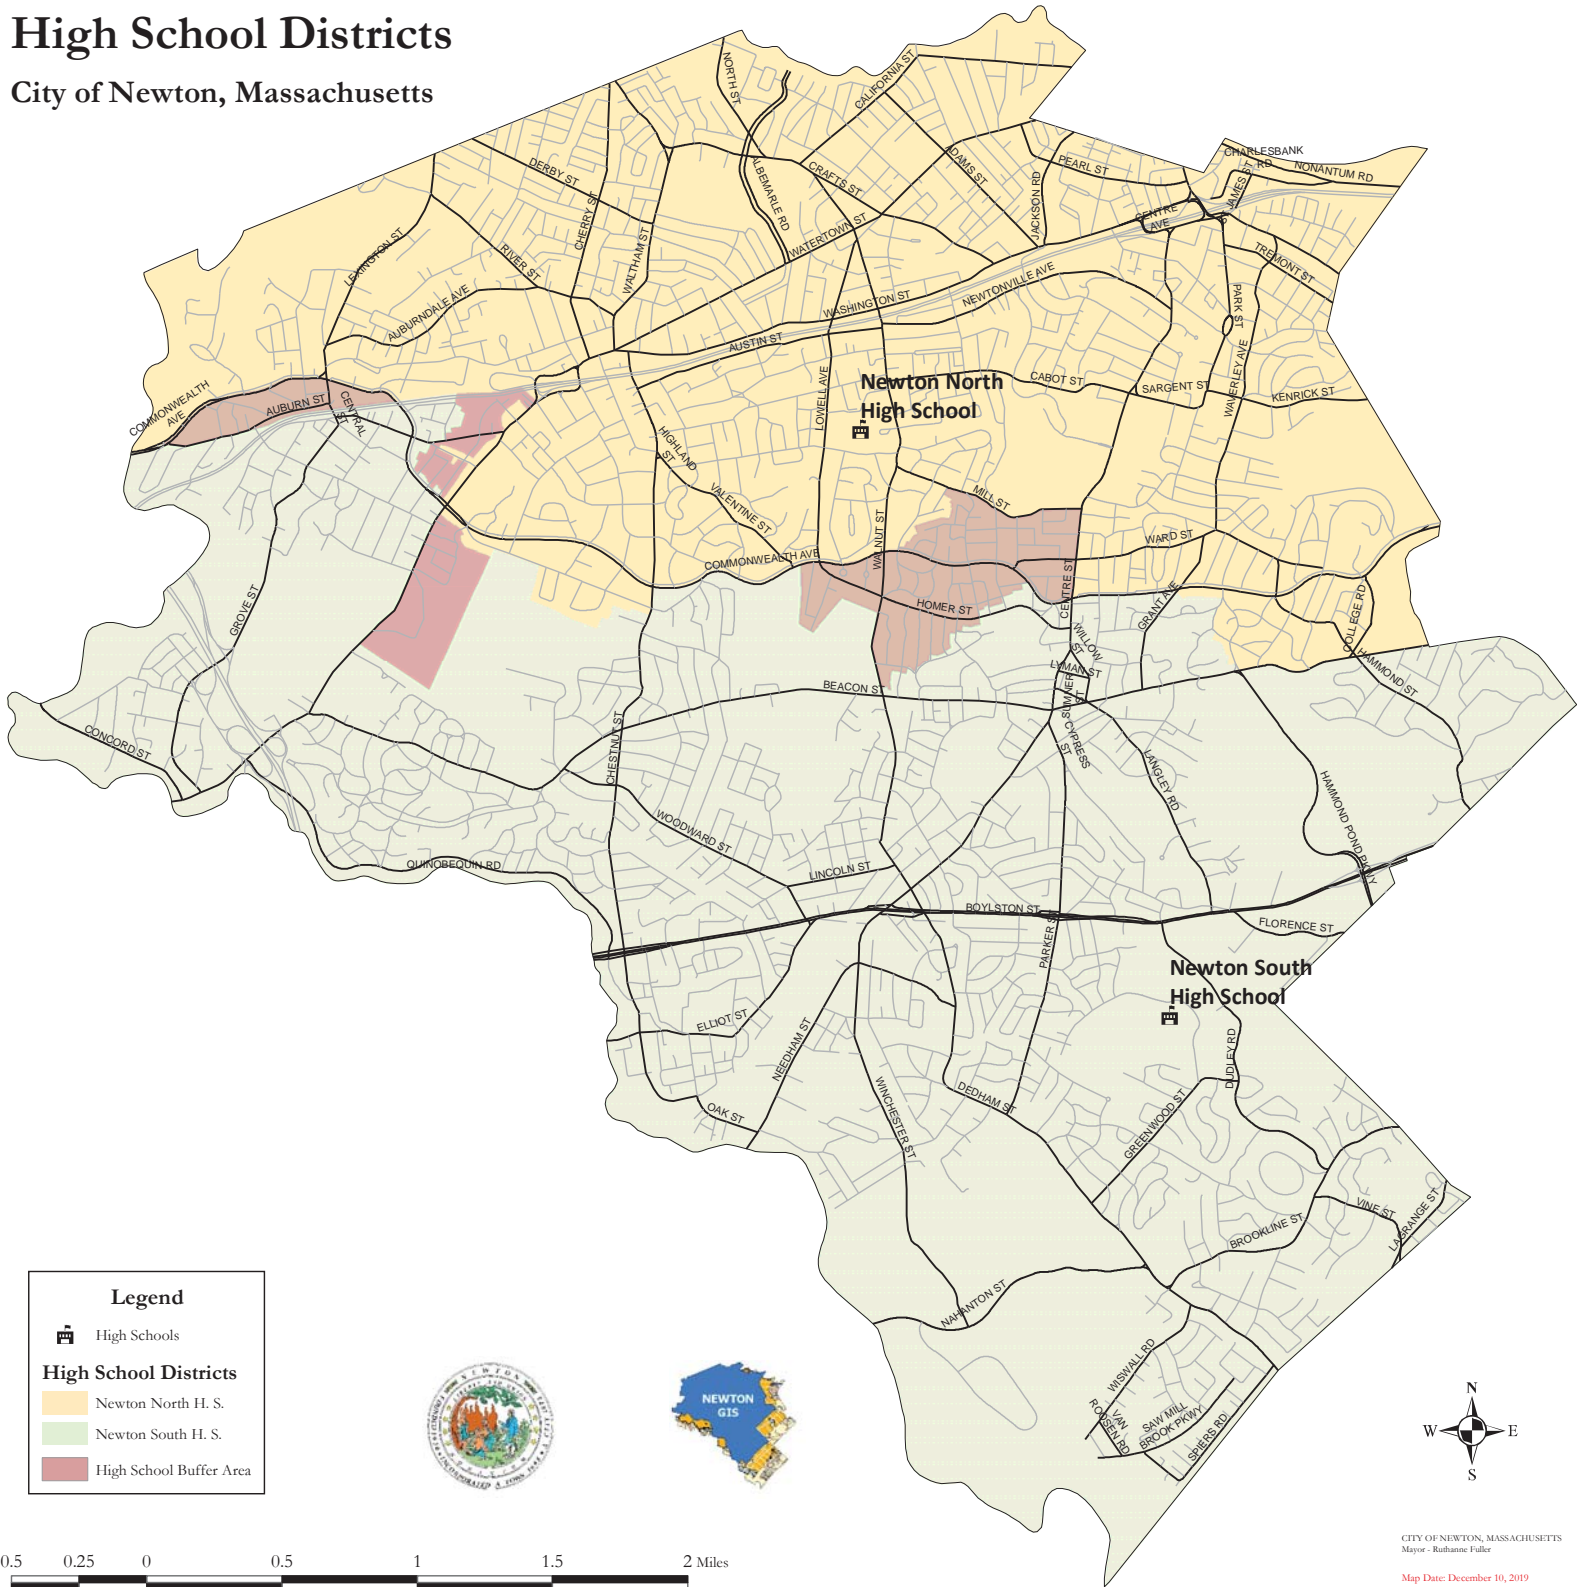 High School Districts
City of Newton, Massachusetts
NORTH ST
CALIFORNIA ST
DERBY ST
CHERRY ST
ALBEMARLE RD
CRAFTS ST
ADAMS ST
JACKSON RD
PEARL ST
CHARLESBANK
RD
NONANTUM RD
ST JAMES ST
CENTRE
AVE
LEXINGTON ST
RIVER ST
WALTHAM ST
WATERTOWN ST
TREMONT ST
AUBURNDALE AVE
WASHINGTON ST
NEWTONVILLE AVE
PARK ST
AUSTIN ST
WAVERLEY AVE
COMMONWEALTH
AVE
AUBURN ST
CENTRAL
ST
LOWELL AVE
Newton North
High School
CABOT ST
SARGENT ST
KENRICK ST
HIGHLAND
ST
VALENTINE ST
MILL ST
WALNUT ST
WARD ST
COMMONWEALTH AVE
HOMER ST
CENTRE ST
GRANT AVE
COLLEGE RD
GROVE ST
WILLOW
ST
LYMAN ST
HAMMOND ST
BEACON ST
SUMNER
ST
CYPRESS
ST
CONCORD ST
CHESTNUT ST
LANGLEY RD
HAMMOND POND PKWY
WOODWARD ST
QUINOBEQUIN RD
LINCOLN ST
BOYLSTON ST
FLORENCE ST
PARKER ST
Newton South
High School
ELLIOT ST
NEEDHAM ST
DUDLEY RD
OAK ST
WINCHESTER ST
DEDHAM ST
GREENWOOD ST
VINE ST
LAGRANGE ST
BROOKLINE ST
NAHANTON ST
WISWALL RD
VAN
ROOSEN RD
SAW MILL
BROOK PKWY
SPIERS RD
Legend
High Schools
High School Districts
Newton North H. S.
Newton South H. S.
High School Buffer Area
NEWTON
GIS
N
W
E
S
0.5 0.25 0 0.5 1 1.5 2 Miles
CITY OF NEWTON, MASSACHUSETTS
Mayor - Ruthanne Fuller
Map Date: December 10, 2019